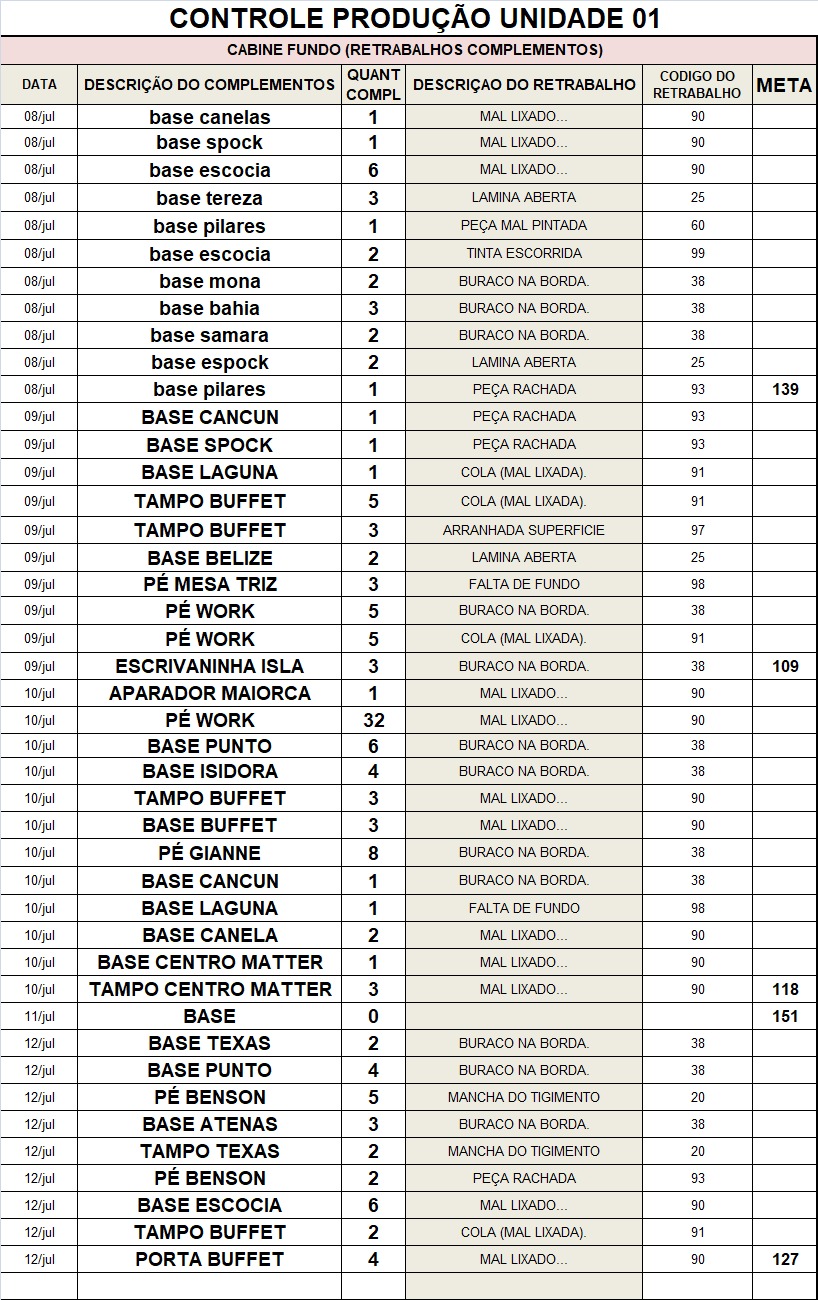 CONTROLE PRODUÇÃO UNIDADE 01
CABINE FUNDO (RETRABALHOS COMPLEMENTOS)
DATA DESCRIÇÃO DO COMPLEMENTOS QUANT COMPL DESCRIÇAO DO RETRABALHO CODIGO DO RETRABALHO META
08/jul base canelas 1 MAL LIXADO... 90
08/jul base spock 1 MAL LIXADO... 90
08/jul base escocia 6 MAL LIXADO... 90
08/jul base tereza 3 LAMINA ABERTA 25
08/jul base pilares 1 PEÇA MAL PINTADA 60
08/jul base escocia 2 TINTA ESCORRIDA 99
08/jul base mona 2 BURACO NA BORDA. 38
08/jul base bahia 3 BURACO NA BORDA. 38
08/jul base samara 2 BURACO NA BORDA. 38
08/jul base espock 2 LAMINA ABERTA 25
08/jul base pilares 1 PEÇA RACHADA 93 139
09/jul BASE CANCUN 1 PEÇA RACHADA 93
09/jul BASE SPOCK 1 PEÇA RACHADA 93
09/jul BASE LAGUNA 1 COLA (MAL LIXADA). 91
09/jul TAMPO BUFFET 5 COLA (MAL LIXADA). 91
09/jul TAMPO BUFFET 3 ARRANHADA SUPERFICIE 97
09/jul BASE BELIZE 2 LAMINA ABERTA 25
09/jul PÉ MESA TRIZ 3 FALTA DE FUNDO 98
09/jul PÉ WORK 5 BURACO NA BORDA. 38
09/jul PÉ WORK 5 COLA (MAL LIXADA). 91
09/jul ESCRIVANINHA ISLA 3 BURACO NA BORDA. 38 109
10/jul APARADOR MAIORCA 1 MAL LIXADO... 90
10/jul PÉ WORK 32 MAL LIXADO... 90
10/jul BASE PUNTO 6 BURACO NA BORDA. 38
10/jul BASE ISIDORA 4 BURACO NA BORDA. 38
10/jul TAMPO BUFFET 3 MAL LIXADO... 90
10/jul BASE BUFFET 3 MAL LIXADO... 90
10/jul PÉ GIANNE 8 BURACO NA BORDA. 38
10/jul BASE CANCUN 1 BURACO NA BORDA. 38
10/jul BASE LAGUNA 1 FALTA DE FUNDO 98
10/jul BASE CANELA 2 MAL LIXADO... 90
10/jul BASE CENTRO MATTER 1 MAL LIXADO... 90
10/jul TAMPO CENTRO MATTER 3 MAL LIXADO... 90 118
11/jul BASE 0 151
12/jul BASE TEXAS 2 BURACO NA BORDA. 38
12/jul BASE PUNTO 4 BURACO NA BORDA. 38
12/jul PÉ BENSON 5 MANCHA DO TIGIMENTO 20
12/jul BASE ATENAS 3 BURACO NA BORDA. 38
12/jul TAMPO TEXAS 2 MANCHA DO TIGIMENTO 20
12/jul PÉ BENSON 2 PEÇA RACHADA 93
12/jul BASE ESCOCIA 6 MAL LIXADO... 90
12/jul TAMPO BUFFET 2 COLA (MAL LIXADA). 91
12/jul PORTA BUFFET 4 MAL LIXADO... 90 127